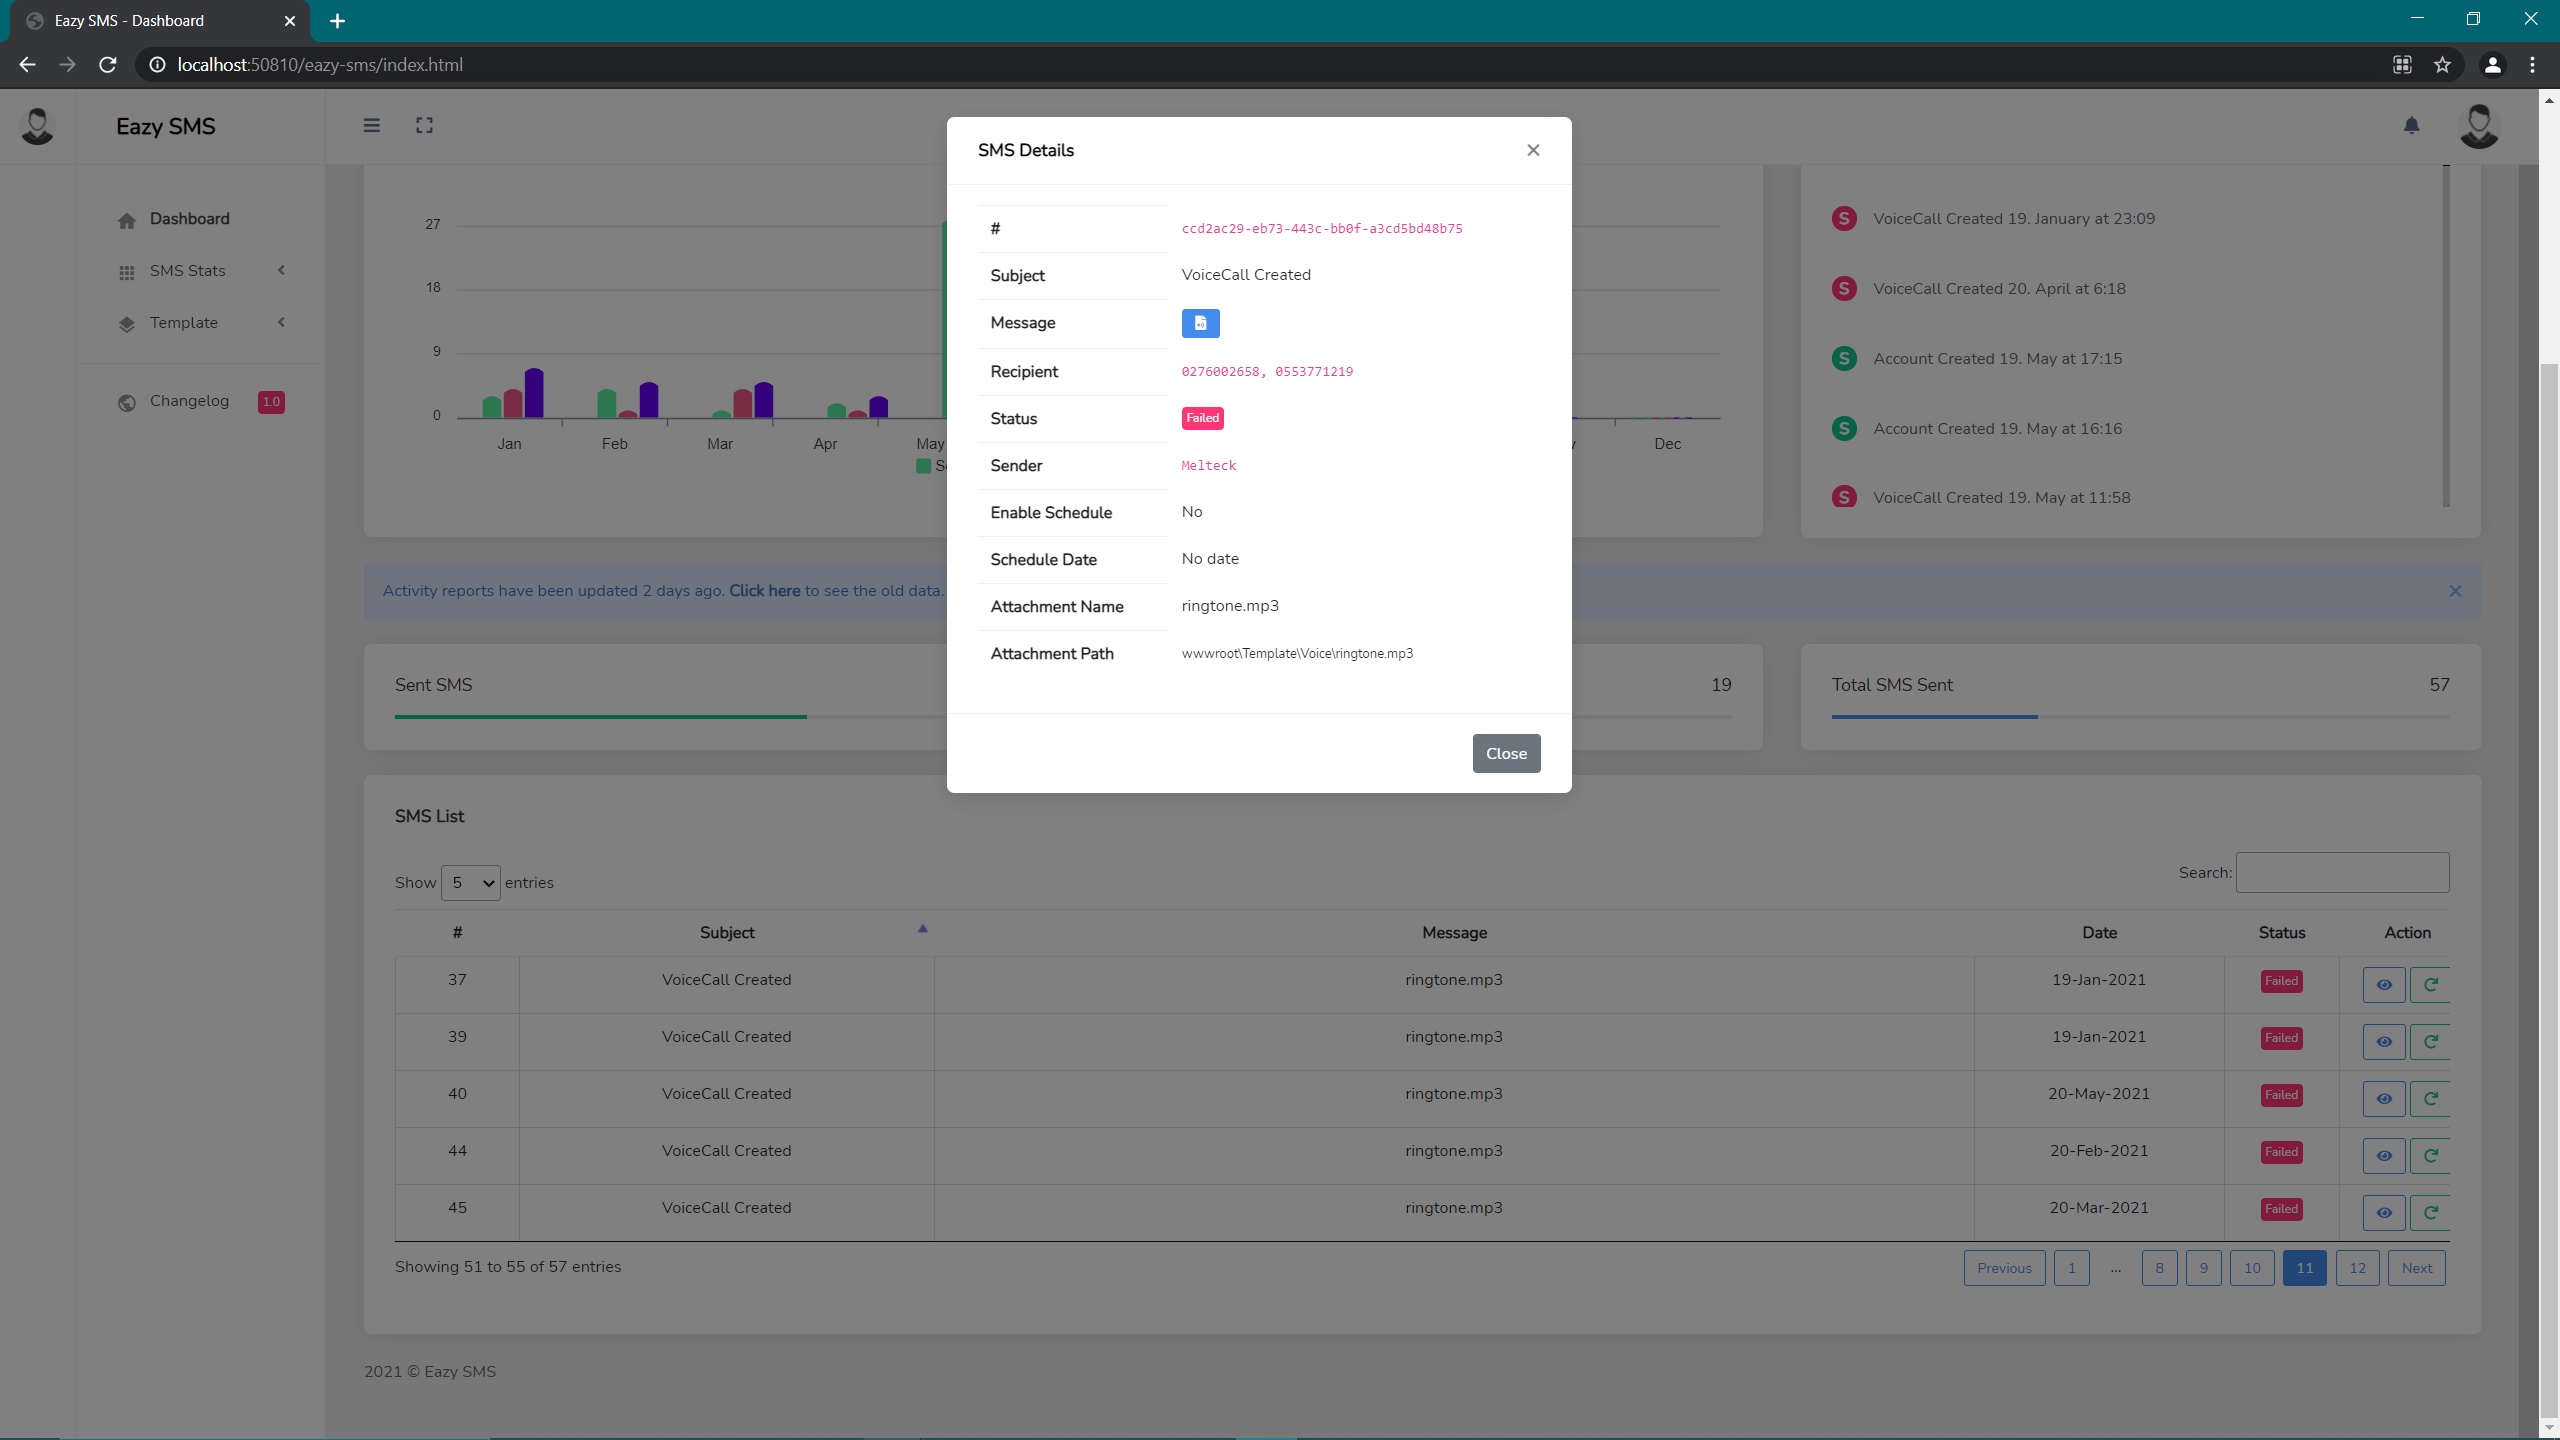 Eazy SMS - Dashboard
localhost:50810/eazy-sms/index.html
Eazy SMS
Dashboard
SMS Stats
Template
Changelog 1.0
27
18
9
0
Jan Feb Mar Apr May Dec
S VoiceCall Created 19. January at 23:09
S VoiceCall Created 20. April at 6:18
S Account Created 19. May at 17:15
S Account Created 19. May at 16:16
S VoiceCall Created 19. May at 11:58
SMS Details
# ccd2ac29-eb73-443c-bb0f-a3cd5bd48b75
Subject VoiceCall Created
Message
Recipient 0276002658, 0553771219
Status Failed
Sender Melteck
Enable Schedule No
Schedule Date No date
Attachment Name ringtone.mp3
Attachment Path wwwroot\Template\Voice\ringtone.mp3
Close
Activity reports have been updated 2 days ago. Click here to see the old data.
Sent SMS
19
Total SMS Sent 57
SMS List
Show 5 entries
Search:
# Subject Message Date Status Action
37 VoiceCall Created ringtone.mp3 19-Jan-2021 Failed
39 VoiceCall Created ringtone.mp3 19-Jan-2021 Failed
40 VoiceCall Created ringtone.mp3 20-May-2021 Failed
44 VoiceCall Created ringtone.mp3 20-Feb-2021 Failed
45 VoiceCall Created ringtone.mp3 20-Mar-2021 Failed
Showing 51 to 55 of 57 entries
Previous 1 ... 8 9 10 11 12 Next
2021 © Eazy SMS